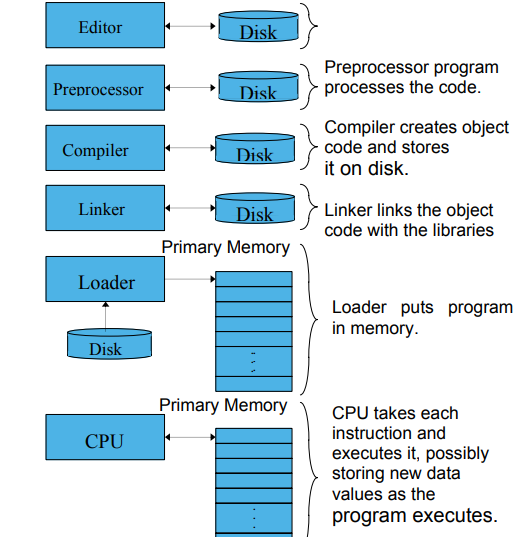 Editor
Disk
Preprocessor
Disk
Preprocessor program
processes the code.
Compiler
Disk
Compiler creates object
code and stores
it on disk.
Linker
Disk
Linker links the object
code with the libraries
Primary Memory
Loader
Disk
Loader puts program
in memory.
Primary Memory
CPU
CPU takes each
instruction and
executes it, possibly
storing new data
values as the
program executes.